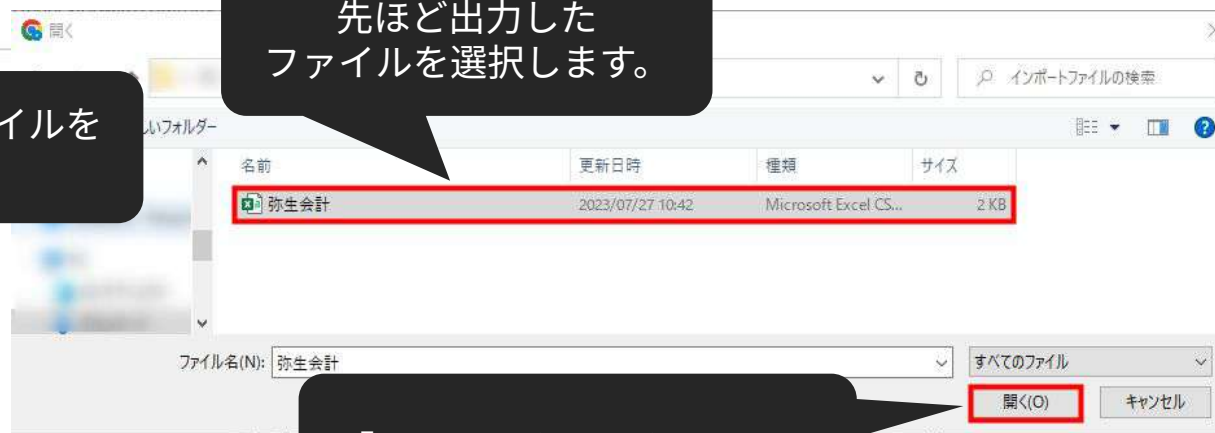 開く
先ほど出力した
ファイルを選択します。
インポートファイルの検索
イルを
しいフォルダー
名前 更新日時 種類 サイズ
弥生会計 2023/07/27 10:42 Microsoft Excel CS... 2 KB
ファイル名(N): 弥生会計 すべてのファイル
開く(O) キャンセル